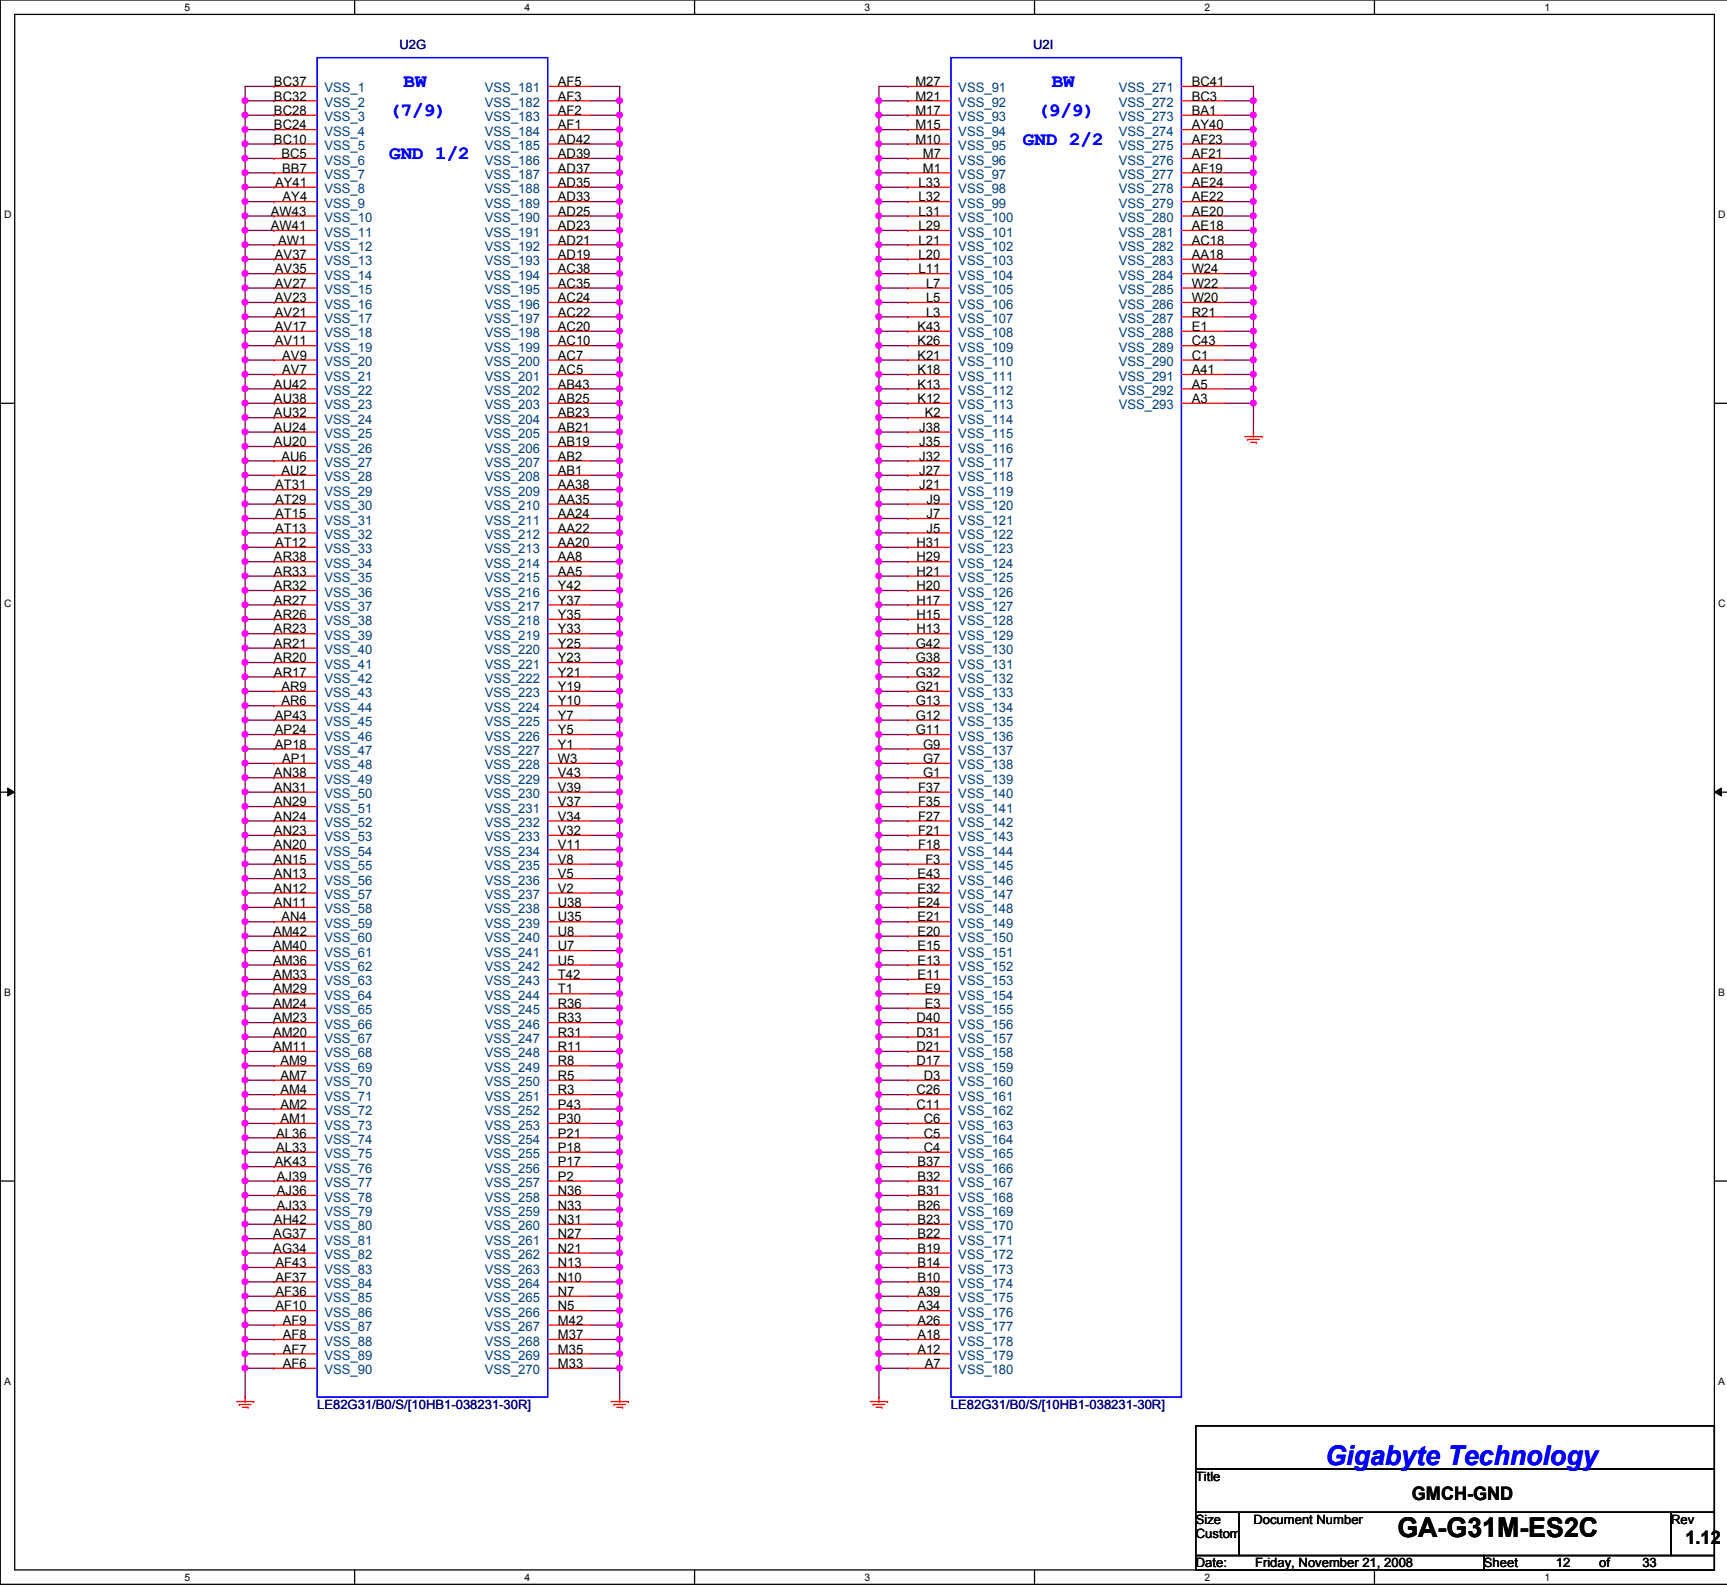 5 4 3 2 1
U2G
BW
(7/9)
GND 1/2
BC37 VSS_1 VSS_181 AF5
BC32 VSS_2 VSS_182 AF3
BC28 VSS_3 VSS_183 AF2
BC24 VSS_4 VSS_184 AF1
BC10 VSS_5 VSS_185 AD42
BC5 VSS_6 VSS_186 AD39
BB7 VSS_7 VSS_187 AD37
AY41 VSS_8 VSS_188 AD35
AY4 VSS_9 VSS_189 AD33
AW43 VSS_10 VSS_190 AD25
AW41 VSS_11 VSS_191 AD23
AW1 VSS_12 VSS_192 AD21
AV37 VSS_13 VSS_193 AD19
AV35 VSS_14 VSS_194 AC38
AV27 VSS_15 VSS_195 AC35
AV23 VSS_16 VSS_196 AC24
AV21 VSS_17 VSS_197 AC22
AV17 VSS_18 VSS_198 AC20
AV11 VSS_19 VSS_199 AC10
AV9 VSS_20 VSS_200 AC7
AV7 VSS_21 VSS_201 AC5
AU42 VSS_22 VSS_202 AB43
AU38 VSS_23 VSS_203 AB25
AU32 VSS_24 VSS_204 AB23
AU24 VSS_25 VSS_205 AB21
AU20 VSS_26 VSS_206 AB19
AU6 VSS_27 VSS_207 AB2
AU2 VSS_28 VSS_208 AB1
AT31 VSS_29 VSS_209 AA38
AT29 VSS_30 VSS_210 AA35
AT15 VSS_31 VSS_211 AA24
AT13 VSS_32 VSS_212 AA22
AT12 VSS_33 VSS_213 AA20
AR38 VSS_34 VSS_214 AA8
AR33 VSS_35 VSS_215 AA5
AR32 VSS_36 VSS_216 Y42
AR27 VSS_37 VSS_217 Y37
AR26 VSS_38 VSS_218 Y35
AR23 VSS_39 VSS_219 Y33
AR21 VSS_40 VSS_220 Y25
AR20 VSS_41 VSS_221 Y23
AR17 VSS_42 VSS_222 Y21
AR9 VSS_43 VSS_223 Y19
AR6 VSS_44 VSS_224 Y10
AP43 VSS_45 VSS_225 Y7
AP24 VSS_46 VSS_226 Y5
AP18 VSS_47 VSS_227 Y1
AP1 VSS_48 VSS_228 W3
AN38 VSS_49 VSS_229 V43
AN31 VSS_50 VSS_230 V39
AN29 VSS_51 VSS_231 V37
AN24 VSS_52 VSS_232 V34
AN23 VSS_53 VSS_233 V32
AN20 VSS_54 VSS_234 V11
AN15 VSS_55 VSS_235 V8
AN13 VSS_56 VSS_236 V5
AN12 VSS_57 VSS_237 V2
AN11 VSS_58 VSS_238 U38
AN4 VSS_59 VSS_239 U35
AM42 VSS_60 VSS_240 U8
AM40 VSS_61 VSS_241 U7
AM36 VSS_62 VSS_242 U5
AM33 VSS_63 VSS_243 T42
AM29 VSS_64 VSS_244 T1
AM24 VSS_65 VSS_245 R36
AM23 VSS_66 VSS_246 R33
AM20 VSS_67 VSS_247 R31
AM11 VSS_68 VSS_248 R11
AM9 VSS_69 VSS_249 R8
AM7 VSS_70 VSS_250 R5
AM4 VSS_71 VSS_251 R3
AM2 VSS_72 VSS_252 P43
AM1 VSS_73 VSS_253 P30
AL36 VSS_74 VSS_254 P21
AL33 VSS_75 VSS_255 P18
AK43 VSS_76 VSS_256 P17
AJ39 VSS_77 VSS_257 P2
AJ36 VSS_78 VSS_258 N36
AJ33 VSS_79 VSS_259 N33
AH42 VSS_80 VSS_260 N31
AG37 VSS_81 VSS_261 N27
AG34 VSS_82 VSS_262 N21
AF43 VSS_83 VSS_263 N13
AF37 VSS_84 VSS_264 N10
AF36 VSS_85 VSS_265 N7
AF10 VSS_86 VSS_266 N5
AF9 VSS_87 VSS_267 M42
AF8 VSS_88 VSS_268 M37
AF7 VSS_89 VSS_269 M35
AF6 VSS_90 VSS_270 M33
LE82G31/B0/S/[10HB1-038231-30R]
U2I
BW
(9/9)
GND 2/2
M27 VSS_91 VSS_271 BC41
M21 VSS_92 VSS_272 BC3
M17 VSS_93 VSS_273 BA1
M15 VSS_94 VSS_274 AY40
M10 VSS_95 VSS_275 AF23
M7 VSS_96 VSS_276 AF21
M1 VSS_97 VSS_277 AF19
L33 VSS_98 VSS_278 AE24
L32 VSS_99 VSS_279 AE22
L31 VSS_100 VSS_280 AE20
L29 VSS_101 VSS_281 AE18
L21 VSS_102 VSS_282 AC18
L20 VSS_103 VSS_283 AA18
L11 VSS_104 VSS_284 W24
L7 VSS_105 VSS_285 W22
L5 VSS_106 VSS_286 W20
L3 VSS_107 VSS_287 R21
K43 VSS_108 VSS_288 E1
K26 VSS_109 VSS_289 C43
K21 VSS_110 VSS_290 C1
K18 VSS_111 VSS_291 A41
K13 VSS_112 VSS_292 A5
K12 VSS_113 VSS_293 A3
K2 VSS_114
J38 VSS_115
J35 VSS_116
J32 VSS_117
J27 VSS_118
J21 VSS_119
J9 VSS_120
J7 VSS_121
J5 VSS_122
H31 VSS_123
H29 VSS_124
H21 VSS_125
H20 VSS_126
H17 VSS_127
H15 VSS_128
H13 VSS_129
G42 VSS_130
G38 VSS_131
G32 VSS_132
G21 VSS_133
G13 VSS_134
G12 VSS_135
G11 VSS_136
G9 VSS_137
G7 VSS_138
G1 VSS_139
F37 VSS_140
F35 VSS_141
F27 VSS_142
F21 VSS_143
F18 VSS_144
F3 VSS_145
E43 VSS_146
E32 VSS_147
E24 VSS_148
E21 VSS_149
E20 VSS_150
E15 VSS_151
E13 VSS_152
E11 VSS_153
E9 VSS_154
E3 VSS_155
D40 VSS_156
D31 VSS_157
D21 VSS_158
D17 VSS_159
D3 VSS_160
C26 VSS_161
C11 VSS_162
C6 VSS_163
C5 VSS_164
C4 VSS_165
B37 VSS_166
B32 VSS_167
B31 VSS_168
B26 VSS_169
B23 VSS_170
B22 VSS_171
B19 VSS_172
B14 VSS_173
B10 VSS_174
A39 VSS_175
A34 VSS_176
A26 VSS_177
A18 VSS_178
A12 VSS_179
A7 VSS_180
LE82G31/B0/S/[10HB1-038231-30R]
D D
C C
B B
A A
Gigabyte Technology
Title
GMCH-GND
Size Document Number Rev
Custom GA-G31M-ES2C 1.12
Date: Friday, November 21, 2008 Sheet 12 of 33
5 4 3 2 1